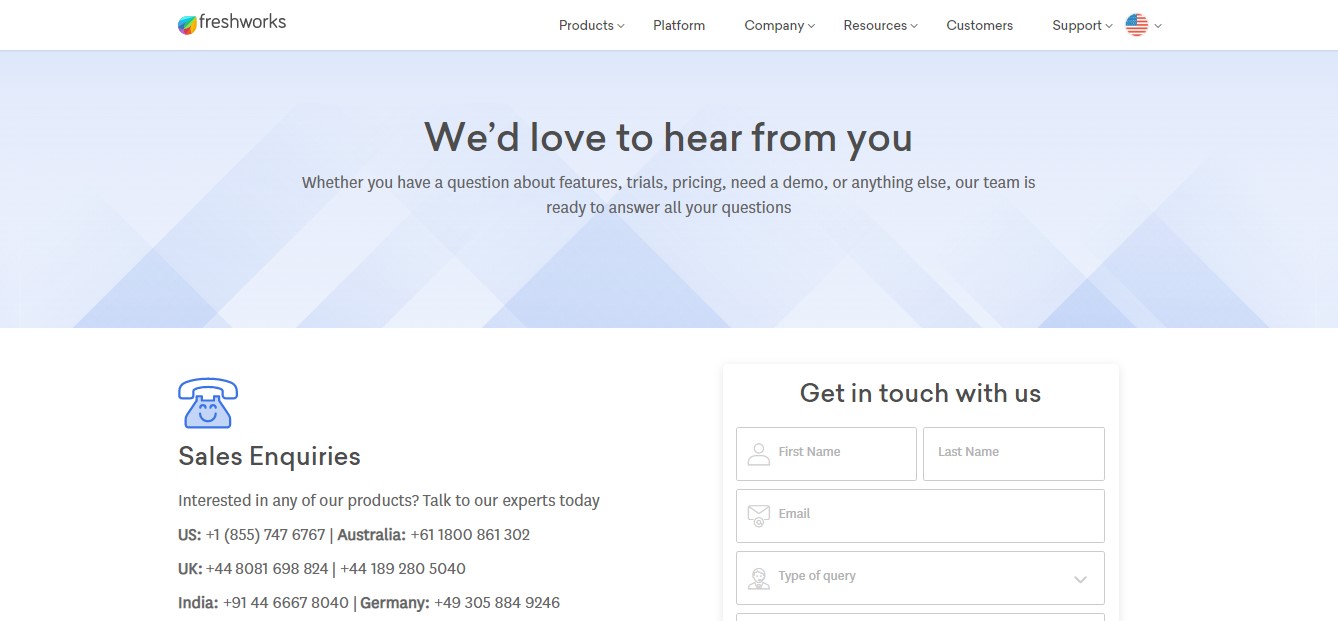 freshworks
Products
Platform
Company
Resources
Customers
Support
We'd love to hear from you
Whether you have a question about features, trials, pricing, need a demo, or anything else, our team is
ready to answer all your questions
Sales Enquiries
Interested in any of our products? Talk to our experts today
US: +1 (855) 747 6767 | Australia: +61 1800 861 302
UK: +44 8081 698 824 | +44 189 280 5040
India: +91 44 6667 8040 | Germany: +49 305 884 9246
Get in touch with us
First Name
Last Name
Email
Type of query